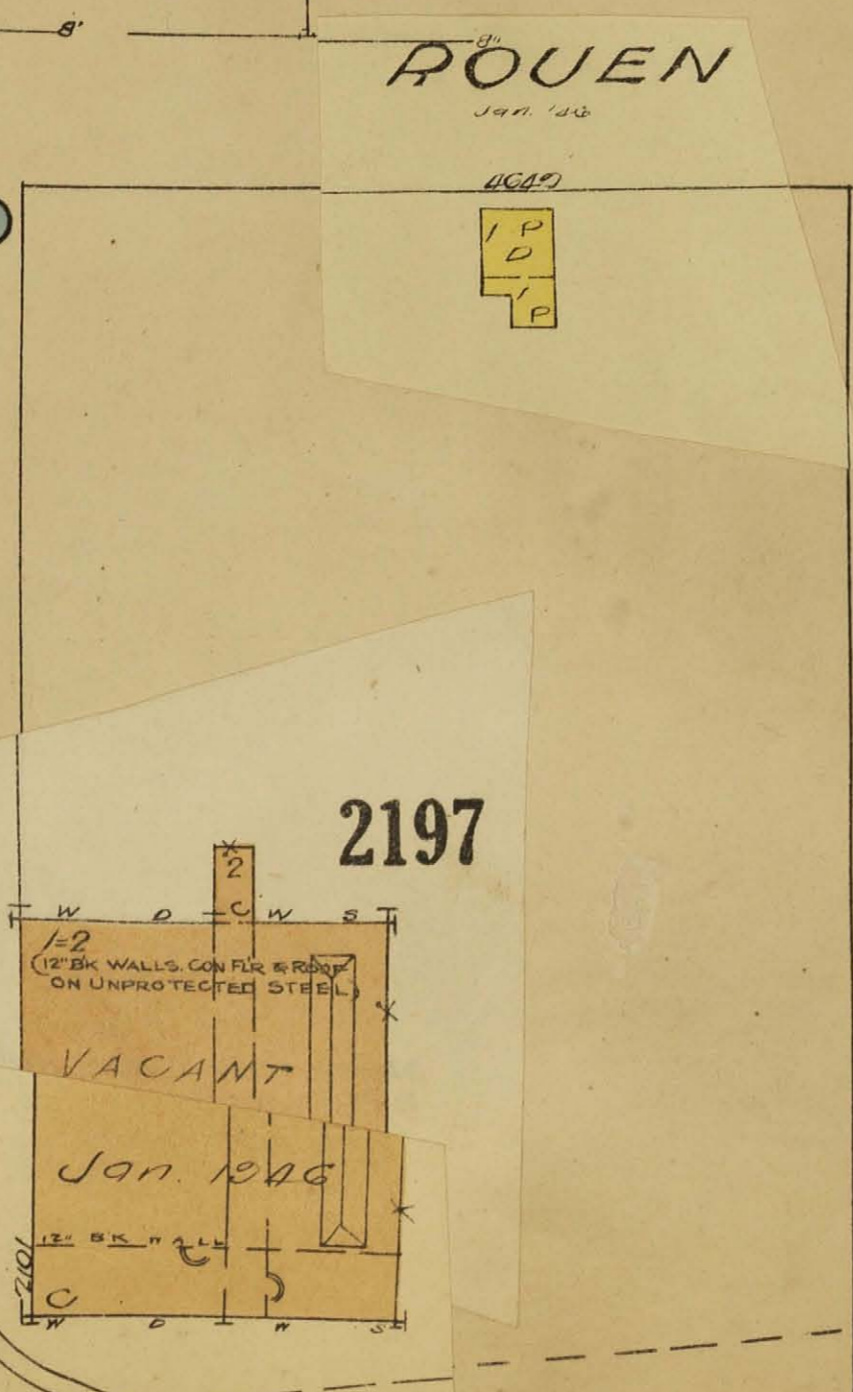 8'
8"
ROUEN
Jan. '46
4649
1 P
D
1
P
2197
2
C
W D W S
1=2
(12" BK WALLS. CON FL'R & ROOF
ON UNPROTECTED STEEL)
VACANT
Jan. 1946
12" BK WALL
2101
C
W D W S